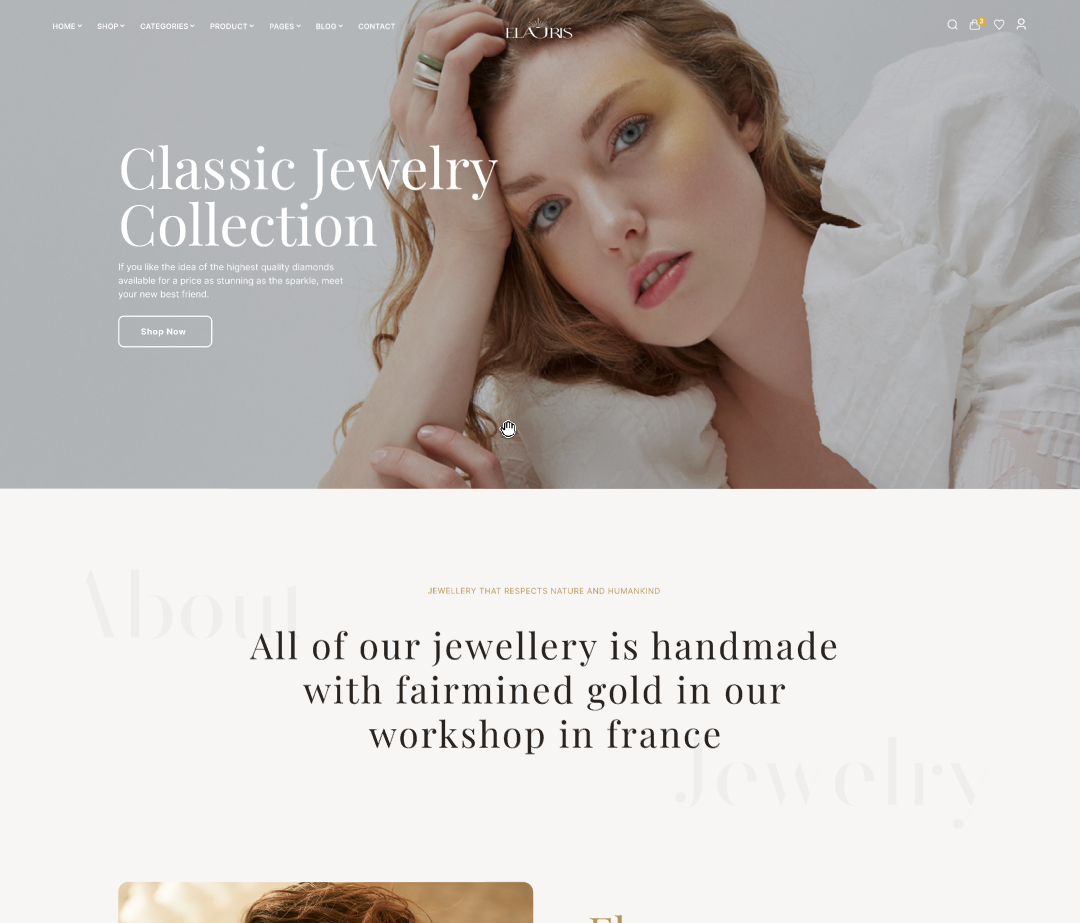 HOME SHOP CATEGORIES PRODUCT PAGES BLOG CONTACT
ELAURIS
3
Classic Jewelry
Collection
If you like the idea of the highest quality diamonds
available for a price as stunning as the sparkle, meet
your new best friend.
Shop Now
About
JEWELLERY THAT RESPECTS NATURE AND HUMANKIND
All of our jewellery is handmade
with fairmined gold in our
workshop in france
Jewelry